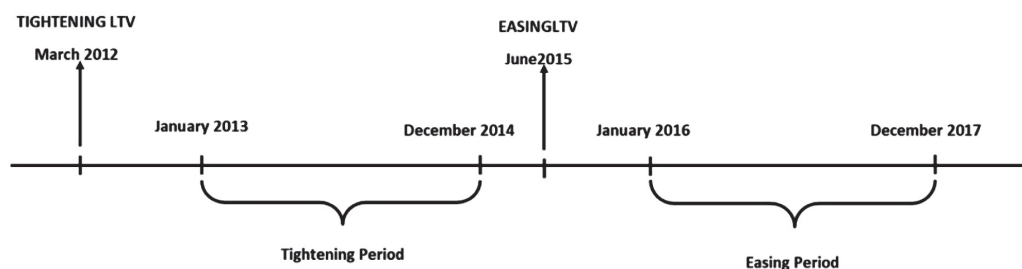 TIGHTENING LTV
March 2012
EASINGLTV
June2015
January 2013
December 2014
January 2016
December 2017
Tightening Period
Easing Period